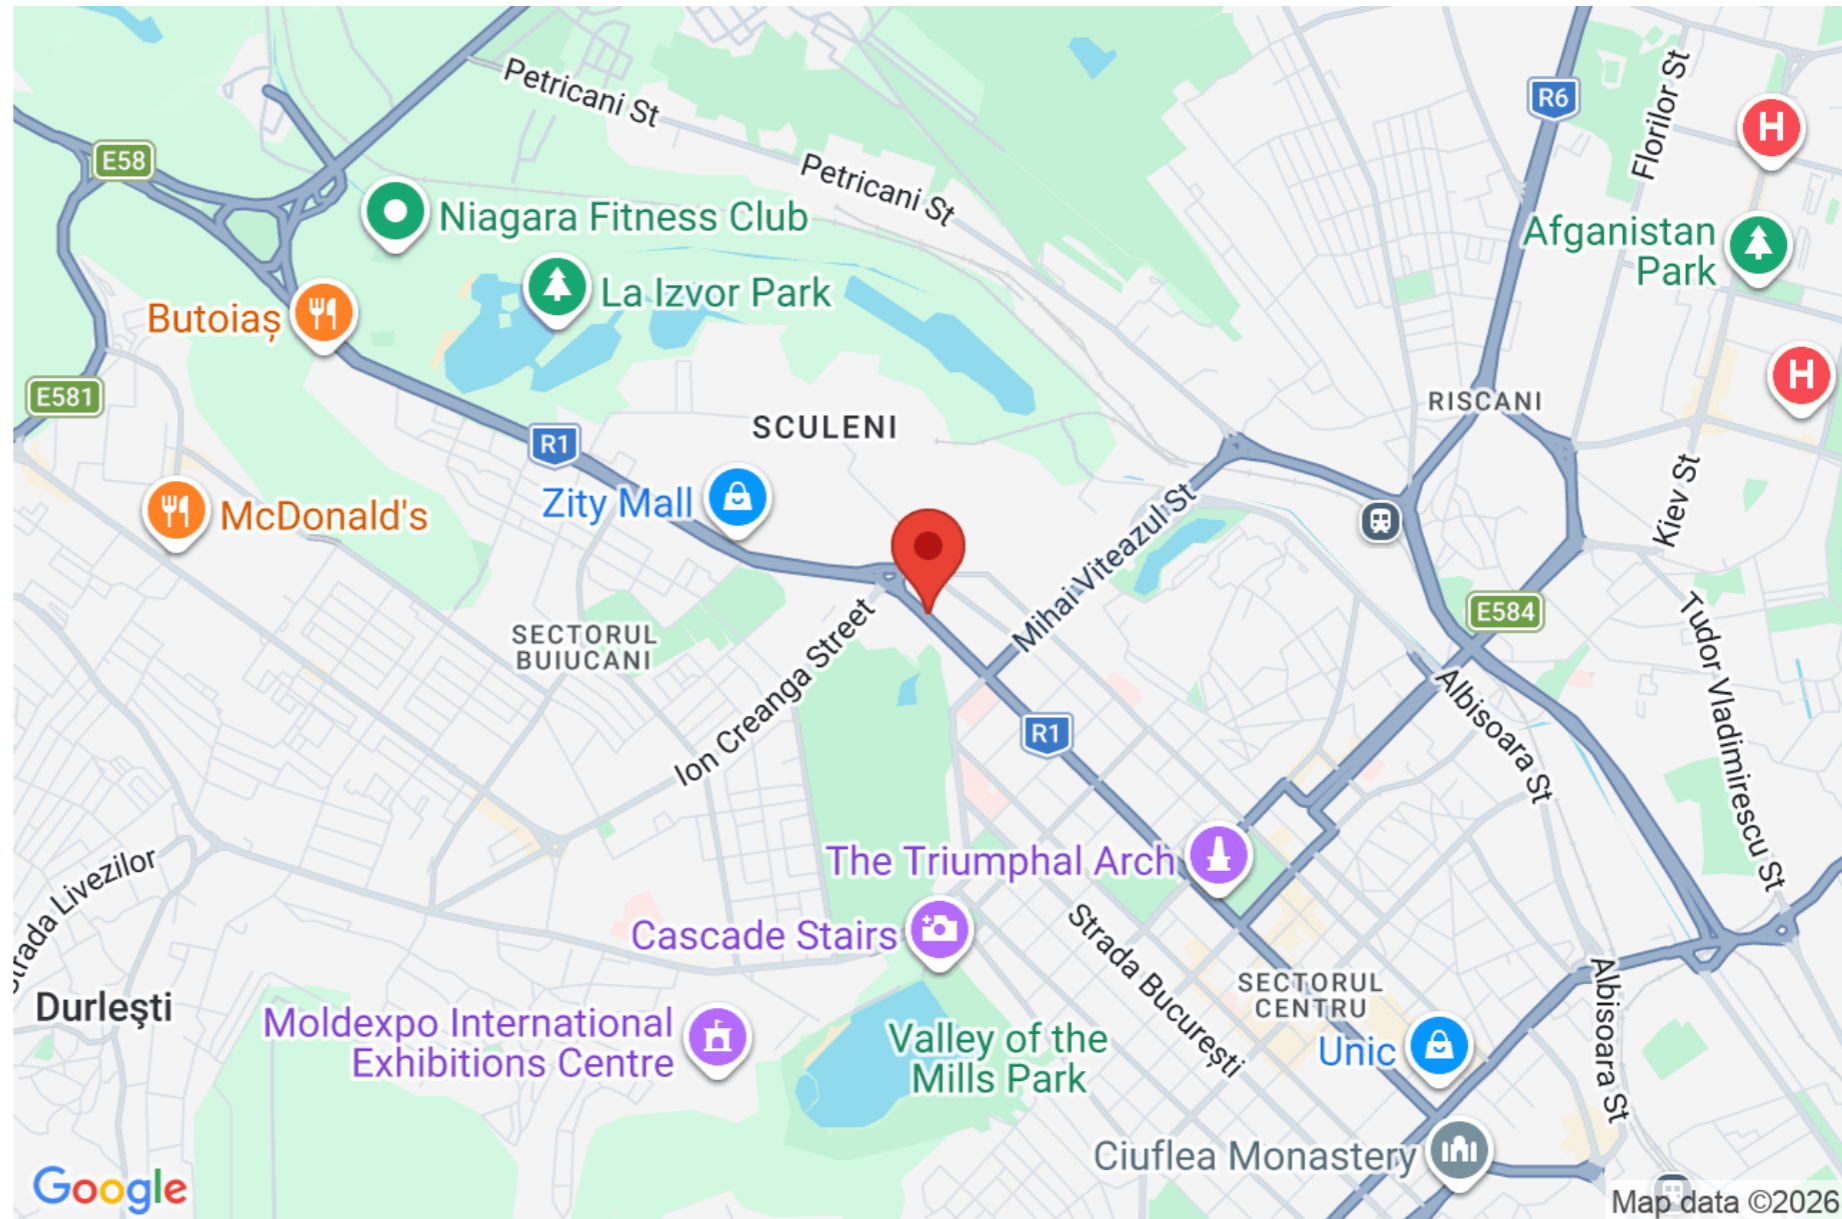 Petricani St
Florilor St
R6
H
E58
Petricani St
Niagara Fitness Club
Afganistan
Park
La Izvor Park
Butoiaș
E581
H
RISCANI
SCULENI
R1
Zity Mall
Kiev St
McDonald's
Mihai Viteazul St
E584
SECTORUL
BUIUCANI
Ion Creanga Street
Tudor Vladimirescu St
Albisoara St
R1
The Triumphal Arch
Strada Livezilor
Cascade Stairs
Strada București
SECTORUL
CENTRU
Albisoara St
Durleşti
Moldexpo International
Exhibitions Centre
Valley of the
Mills Park
Unic
Ciuflea Monastery
Google
Map data ©2026